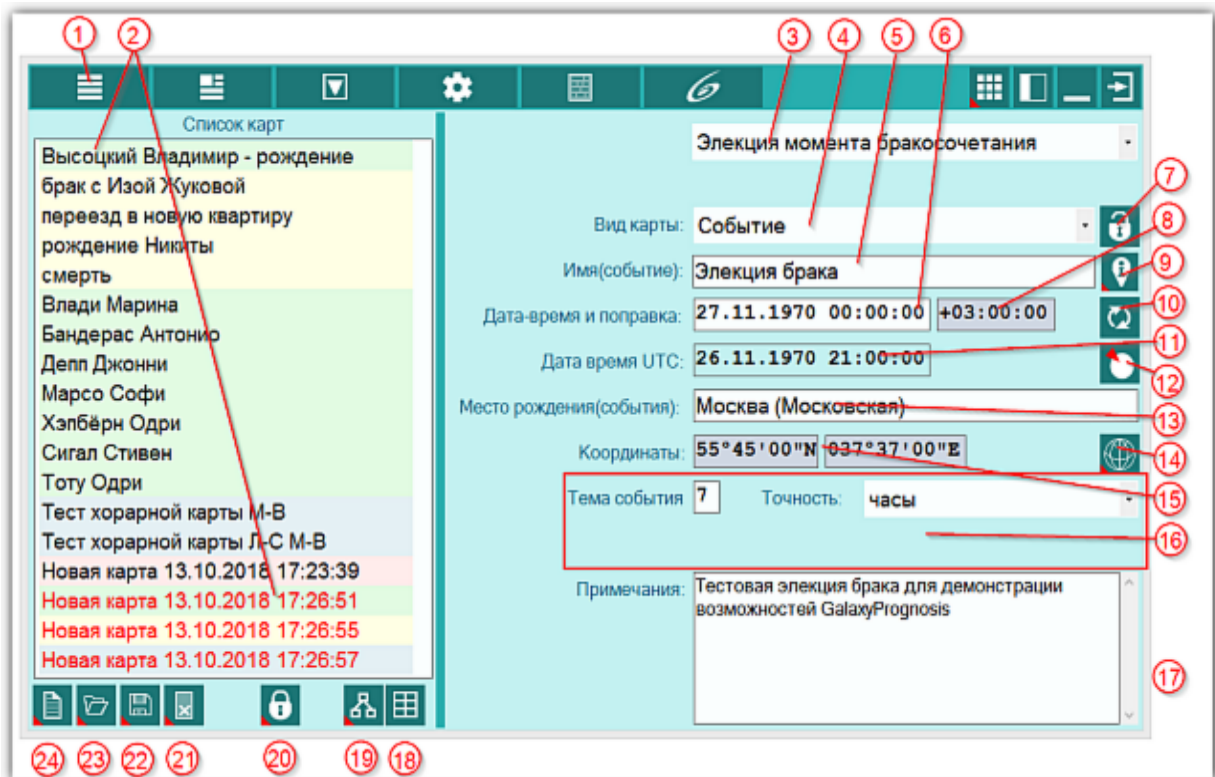 1 2 3 4 5 6
Список карт
Высоцкий Владимир - рождение
брак с Изой Жуковой
переезд в новую квартиру
рождение Никиты
смерть
Влади Марина
Бандерас Антонио
Депп Джонни
Марсо Софи
Хэпбёрн Одри
Сигал Стивен
Тоту Одри
Тест хорарной карты М-В
Тест хорарной карты Л-С М-В
Новая карта 13.10.2018 17:23:39
Новая карта 13.10.2018 17:26:51
Новая карта 13.10.2018 17:26:55
Новая карта 13.10.2018 17:26:57
Элекция момента бракосочетания
7
Вид карты: Событие
8
Имя(событие): Элекция брака
9
Дата-время и поправка: 27.11.1970 00:00:00 +03:00:00
10
Дата время UTC: 26.11.1970 21:00:00
11
12
Место рождения(события): Москва (Московская)
13
Координаты: 55°45'00"N 037°37'00"E
14
Тема события 7 Точность: часы
15
16
Примечания: Тестовая элекция брака для демонстрации
возможностей GalaxyPrognosis
17
24 23 22 21 20 19 18